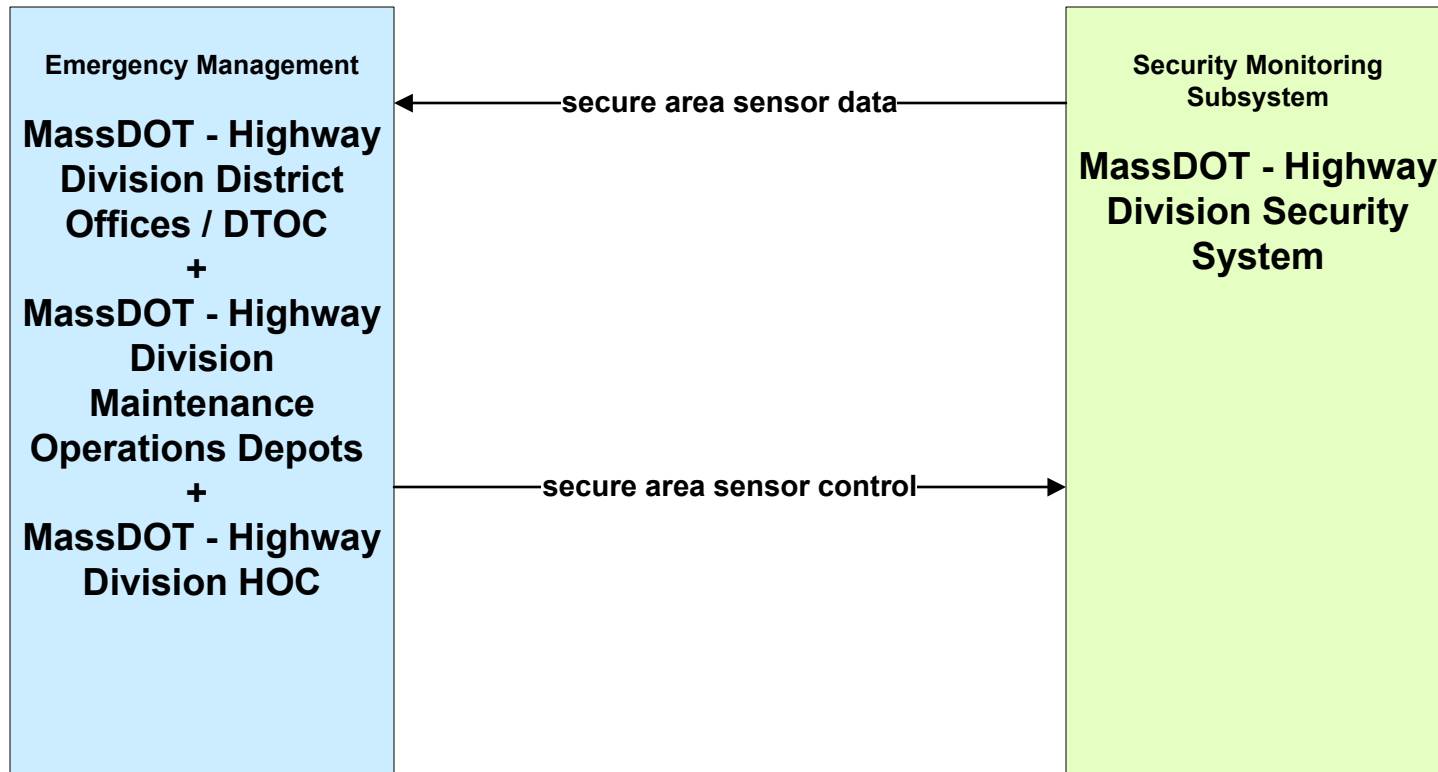 Emergency Management
MassDOT - Highway
Division District
Offices / DTOC
+
MassDOT - Highway
Division
Maintenance
Operations Depots
+
MassDOT - Highway
Division HOC
secure area sensor data
secure area sensor control
Security Monitoring
Subsystem
MassDOT - Highway
Division Security
System